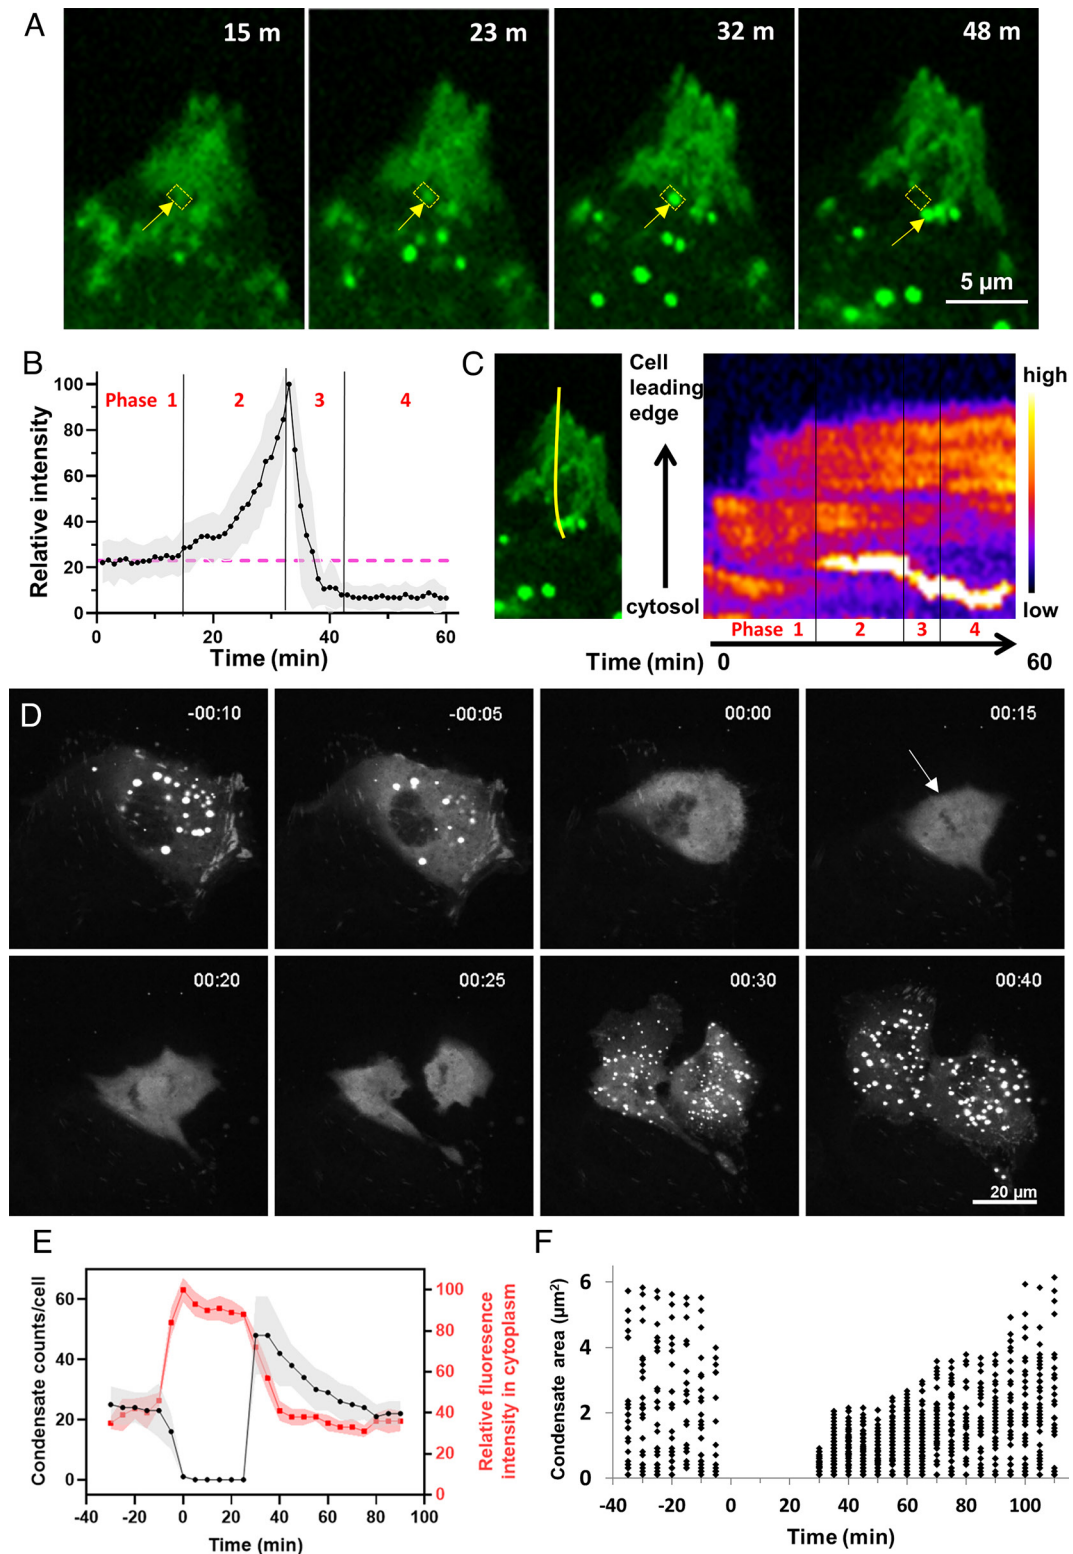 A
15 m
23 m
32 m
48 m
5 µm
B
Relative intensity
100
80
60
40
20
0
Phase 1
2
3
4
0
20
40
60
Time (min)
C
Cell
leading
edge
cytosol
high
low
Phase 1
2
3
4
Time (min)
0
60
D
-00:10
-00:05
00:00
00:15
00:20
00:25
00:30
00:40
20 µm
E
Condensate counts/cell
60
40
20
0
100
80
60
40
20
0
Relative fluoresence
intensity in cytoplasm
-40
-20
0
20
40
60
80
100
Time (min)
F
Condensate area (µm²)
6
4
2
0
-40
-20
0
20
40
60
80
100
Time (min)